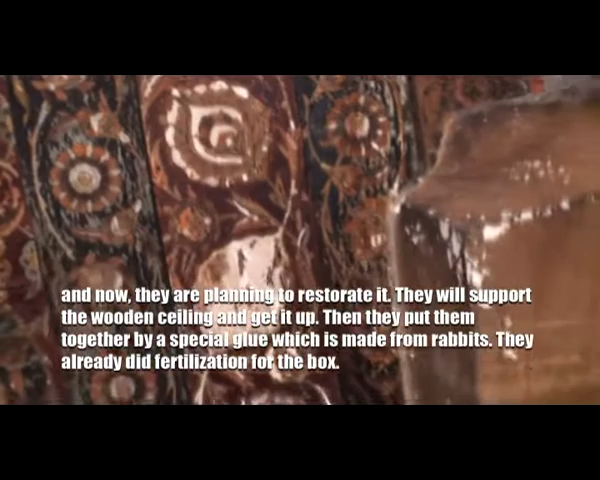 and now, they are planning to restorate it. They will support
the wooden ceiling and get it up. Then they put them
together by a special glue which is made from rabbits. They
already did fertilization for the box.